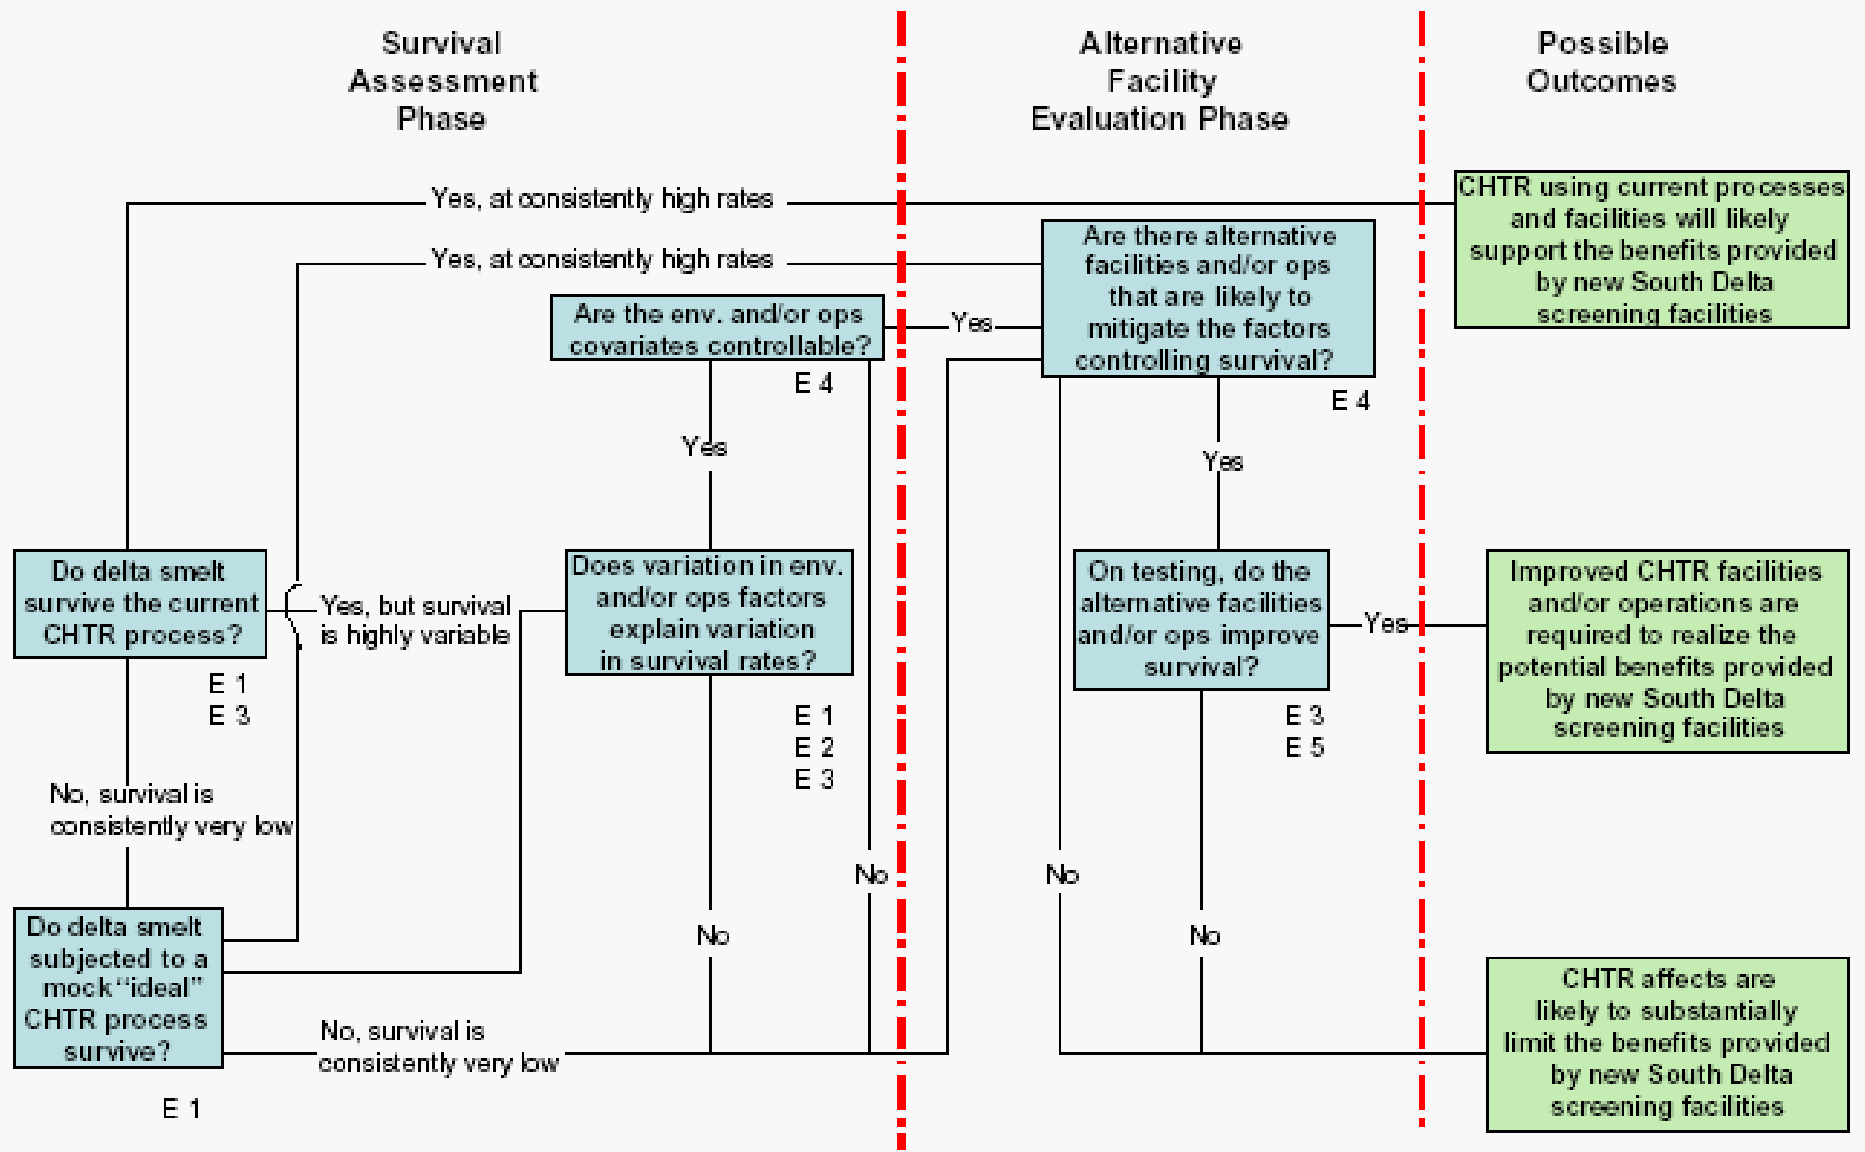 Survival
Assessment
Phase
Alternative
Facility
Evaluation Phase
Possible
Outcomes
Yes, at consistently high rates
CHTR using current processes
and facilities will likely
support the benefits provided
by new South Delta
screening facilities
Yes, at consistently high rates
Are there alternative
facilities and/or ops
that are likely to
mitigate the factors
controlling survival?
E 4
Are the env. and/or ops
covariates controllable?
E 4
Yes
Yes
Yes
Do delta smelt
survive the current
CHTR process?
E 1
E 3
Yes, but survival
is highly variable
Does variation in env.
and/or ops factors
explain variation
in survival rates?
E 1
E 2
E 3
On testing, do the
alternative facilities
and/or ops improve
survival?
E 3
E 5
Yes
Improved CHTR facilities
and/or operations are
required to realize the
potential benefits provided
by new South Delta
screening facilities
No, survival is
consistently very low
No
No
No
No
Do delta smelt
subjected to a
mock “ideal”
CHTR process
survive?
E 1
No, survival is
consistently very low
CHTR affects are
likely to substantially
limit the benefits provided
by new South Delta
screening facilities